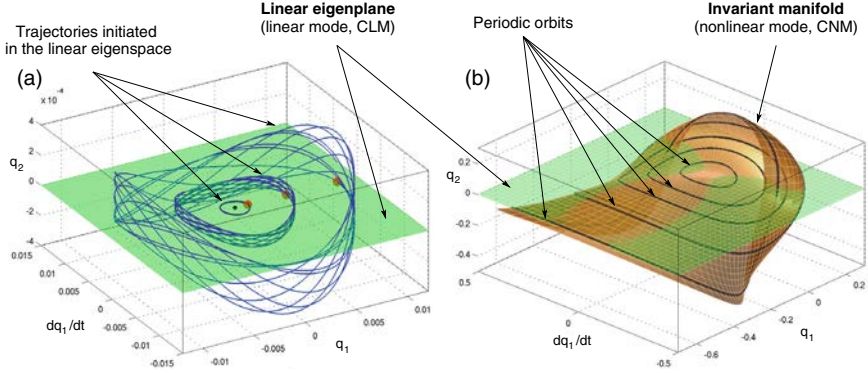 Trajectories initiated
in the linear eigenspace
Linear eigenplane
(linear mode, CLM)
Periodic orbits
Invariant manifold
(nonlinear mode, CNM)
(a)
x 10⁻⁴
4
2
0
-2
-4
q₂
0.015
0.01
0.005
0
-0.005
-0.01
-0.015
dq₁/dt
-0.01
-0.005
0
0.005
0.01
q₁
(b)
q₂
0.2
0
-0.2
-0.4
0.5
0
-0.5
dq₁/dt
-0.6
-0.4
-0.2
0
0.2
q₁